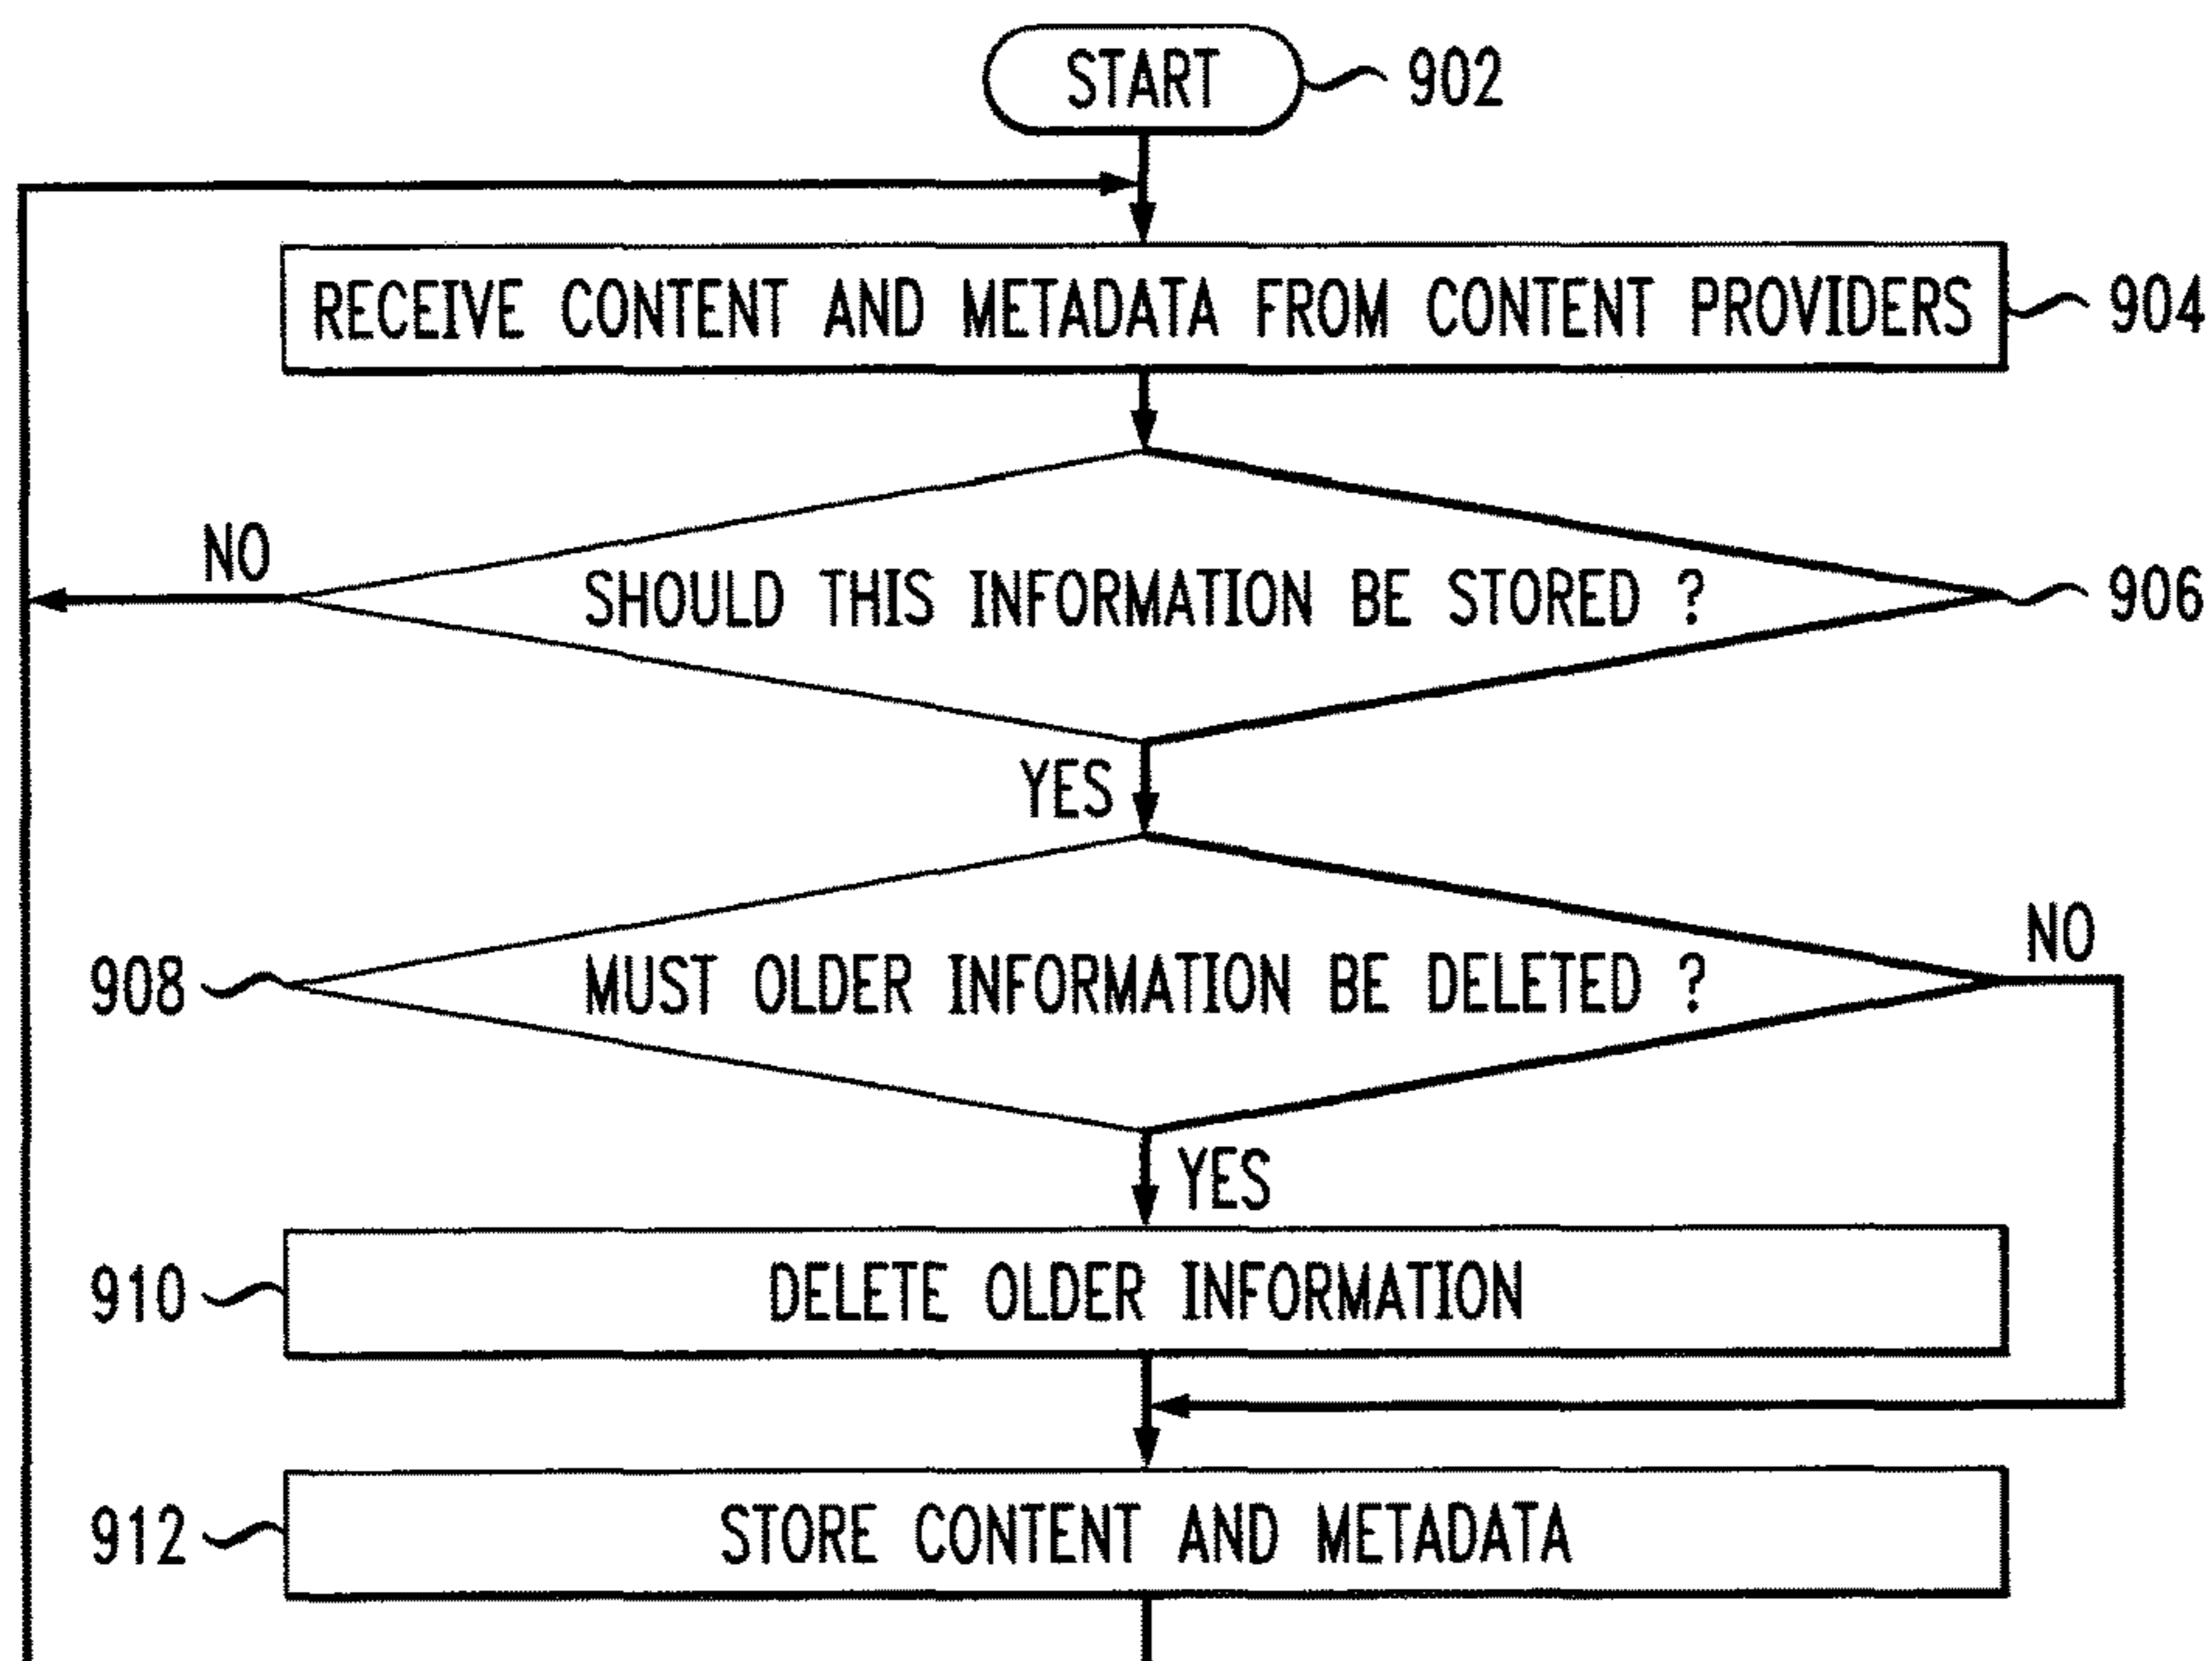 START
902
RECEIVE CONTENT AND METADATA FROM CONTENT PROVIDERS
904
NO
SHOULD THIS INFORMATION BE STORED ?
906
YES
NO
908
MUST OLDER INFORMATION BE DELETED ?
YES
910
DELETE OLDER INFORMATION
912
STORE CONTENT AND METADATA